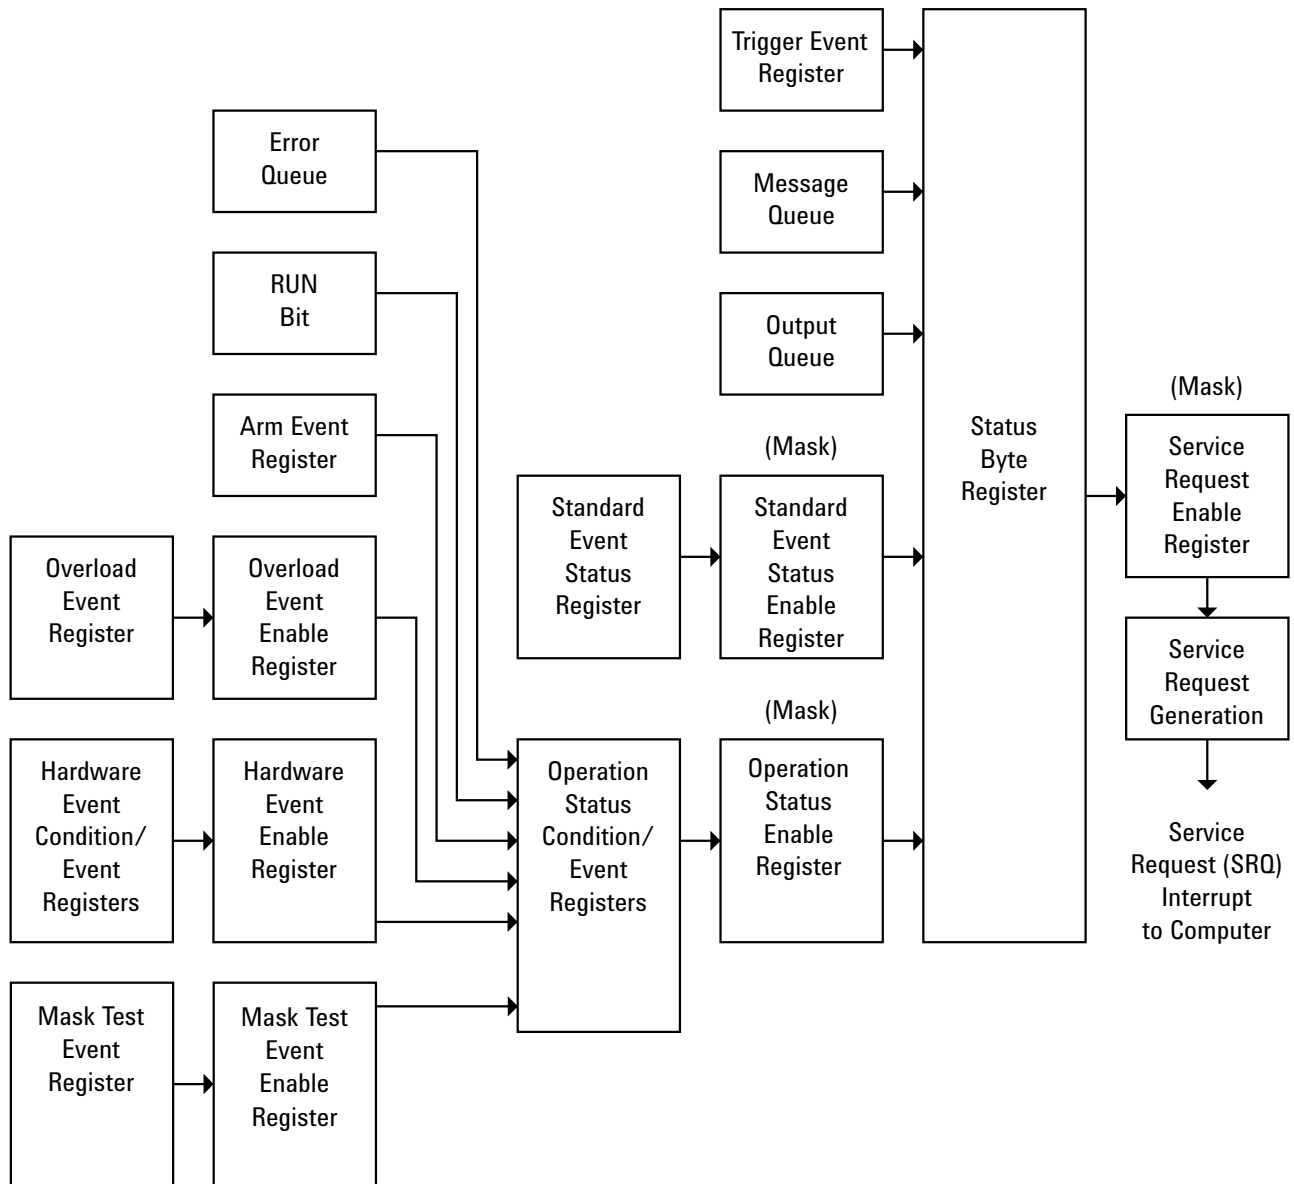 Trigger Event
Register
Error
Queue
Message
Queue
RUN
Bit
Output
Queue
Arm Event
Register
(Mask)
Standard
Event
Status
Register
Standard
Event
Status
Enable
Register
Status
Byte
Register
(Mask)
Service
Request
Enable
Register
Overload
Event
Register
Overload
Event
Enable
Register
Service
Request
Generation
(Mask)
Hardware
Event
Condition/
Event
Registers
Hardware
Event
Enable
Register
Operation
Status
Condition/
Event
Registers
Operation
Status
Enable
Register
Service
Request (SRQ)
Interrupt
to Computer
Mask Test
Event
Register
Mask Test
Event
Enable
Register